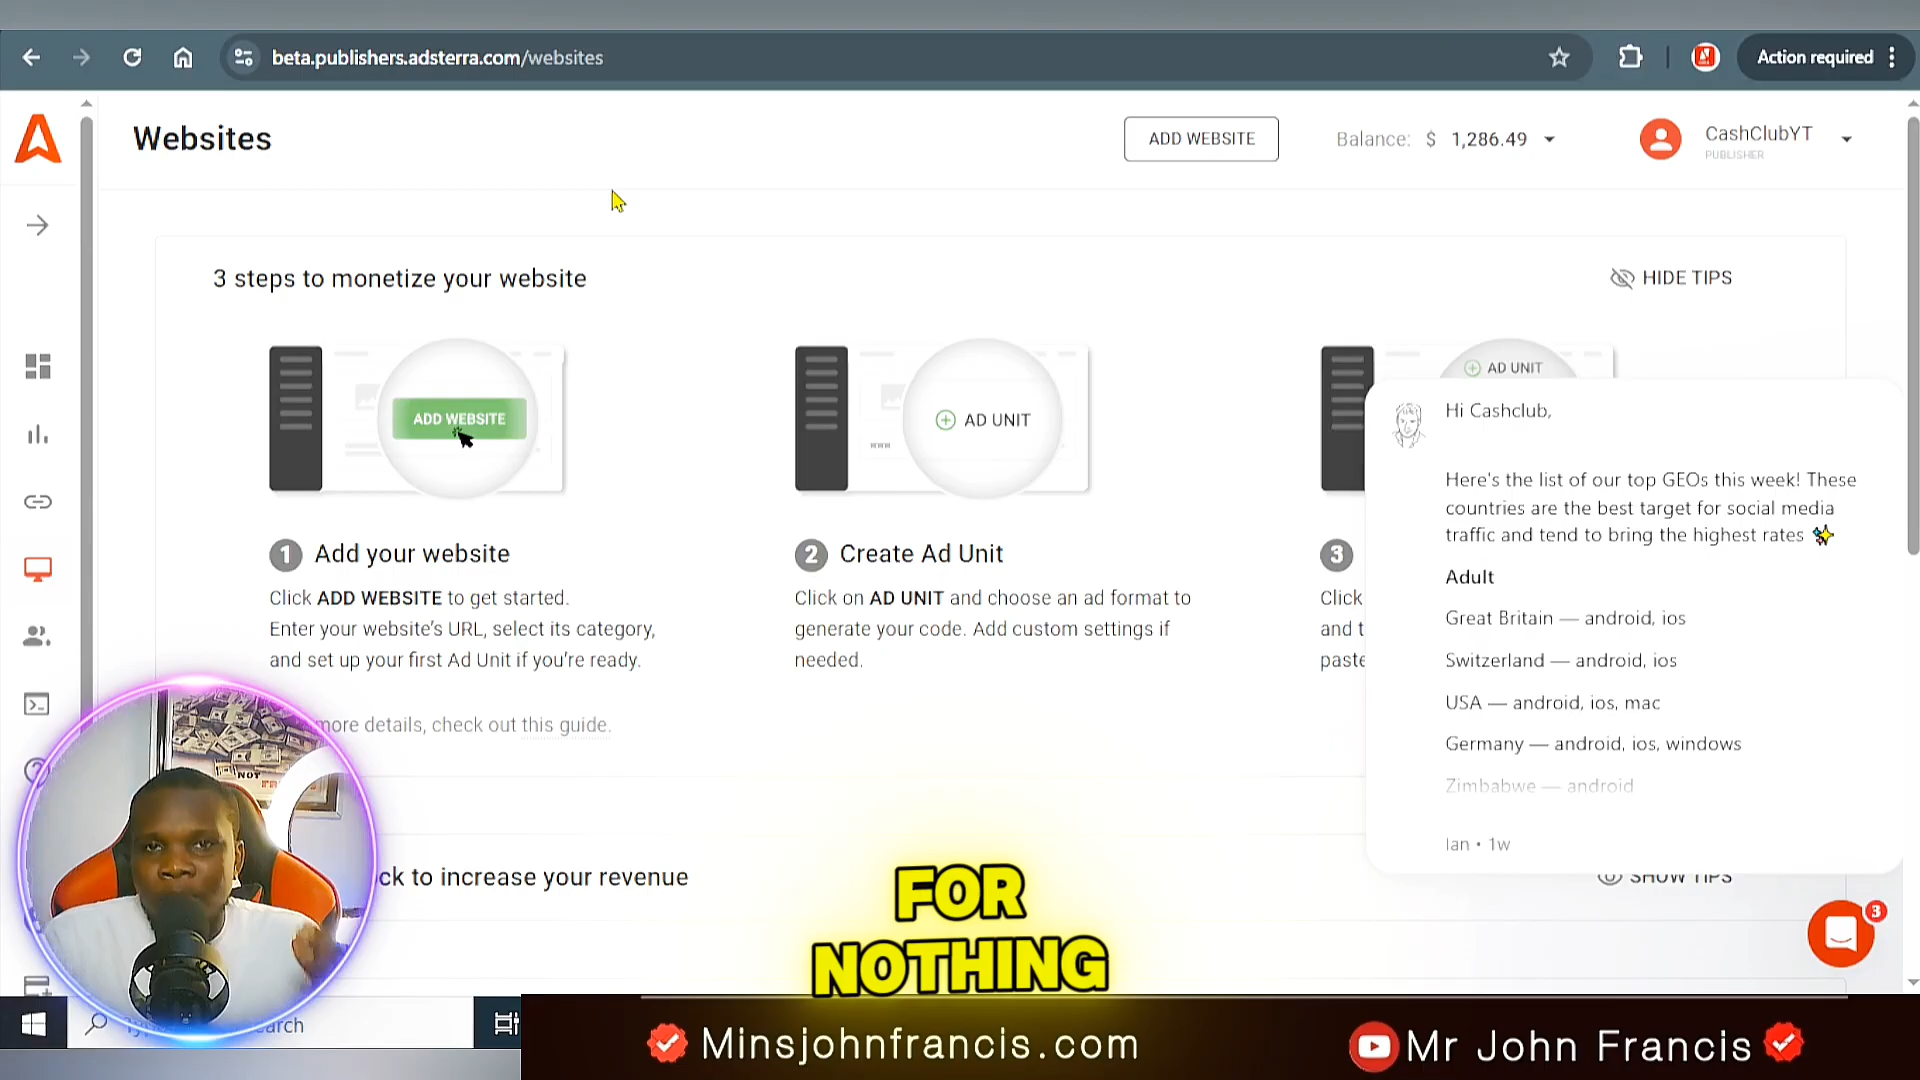 beta.publishers.adsterra.com/websites
Action required
Websites
ADD WEBSITE
Balance: $ 1,286.49
CashClubYT
PUBLISHER
3 steps to monetize your website
HIDE TIPS
ADD WEBSITE
AD UNIT
www
AD UNIT
1 Add your website
Click ADD WEBSITE to get started.
Enter your website's URL, select its category,
and set up your first Ad Unit if you're ready.
more details, check out this guide.
2 Create Ad Unit
Click on AD UNIT and choose an ad format to
generate your code. Add custom settings if
needed.
3
Click
and t
paste
Hi Cashclub,
Here's the list of our top GEOs this week! These
countries are the best target for social media
traffic and tend to bring the highest rates ✨
Adult
Great Britain — android, ios
Switzerland — android, ios
USA — android, ios, mac
Germany — android, ios, windows
Zimbabwe — android
Ian • 1w
ck to increase your revenue
SHOW TIPS
3
NOT
FOR
NOTHING
Minsjohnfrancis.com
Mr John Francis